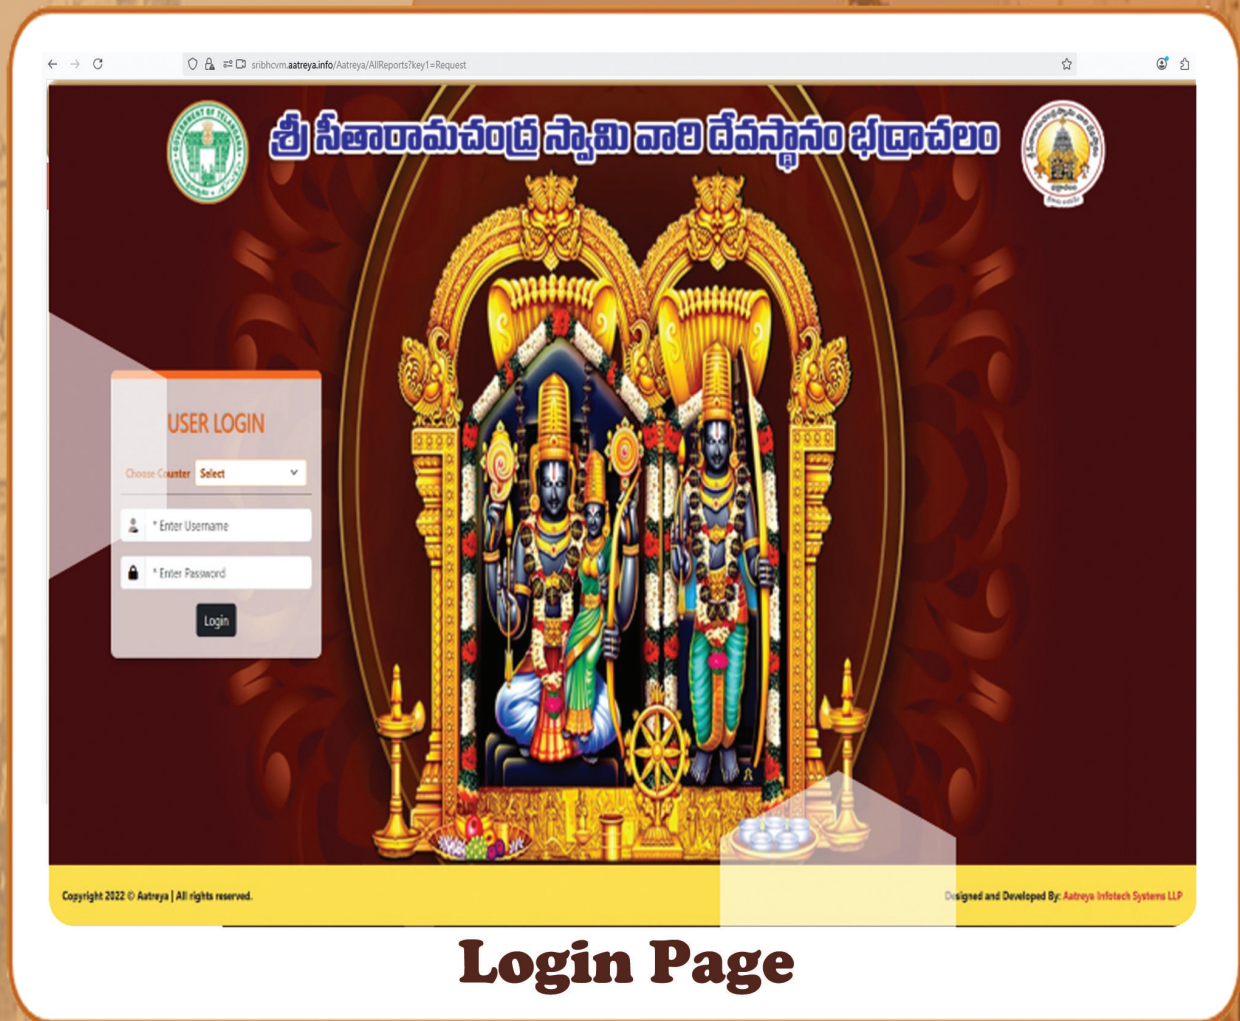 sribhcvm.aatreya.info/Aatreya/AllReports?key1=Request
శ్రీ సీతారామచంద్ర స్వామి వారి దేవస్థానం భద్రాచలం
USER LOGIN
Choose Counter Select
* Enter Username
* Enter Password
Login
Copyright 2022 © Aatreya | All rights reserved.
Designed and Developed By: Aatreya Infotech Systems LLP
Login Page